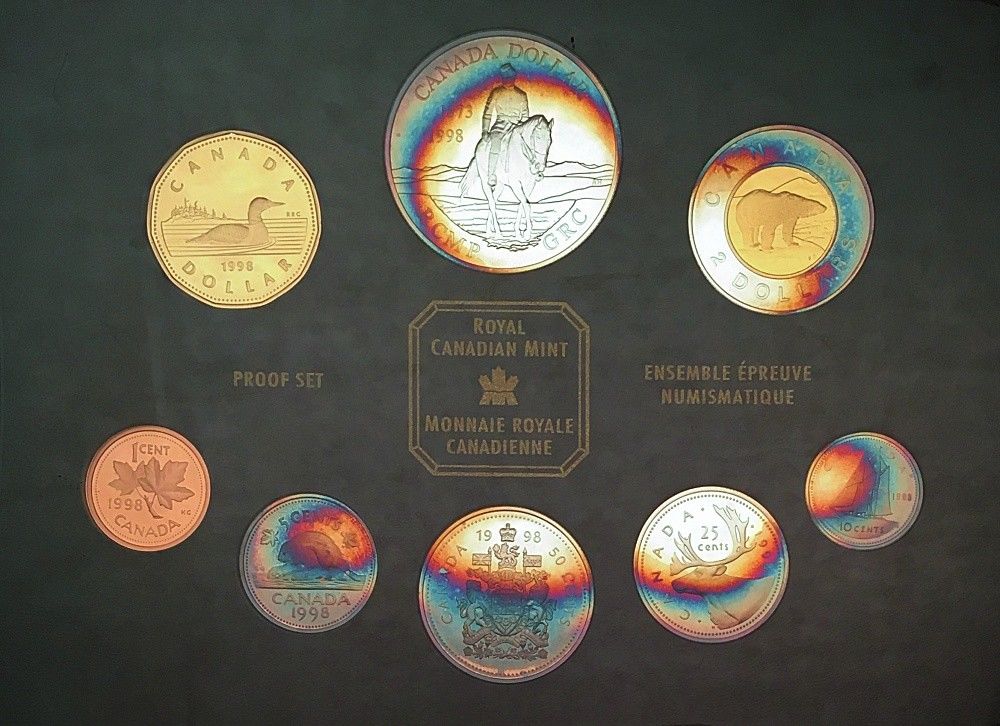 CANADA DOLLAR
1873
1998
RCMP GRC
CANADA
1998
DOLLAR
CANADA
2 DOLLARS
ROYAL
CANADIAN MINT
MONNAIE ROYALE
CANADIENNE
PROOF SET
ENSEMBLE ÉPREUVE
NUMISMATIQUE
1 CENT
1998
CANADA
5 CENTS
CANADA
1998
1998
CANADA 50 CENTS
CANADA
25
cents
1998
10 CENTS